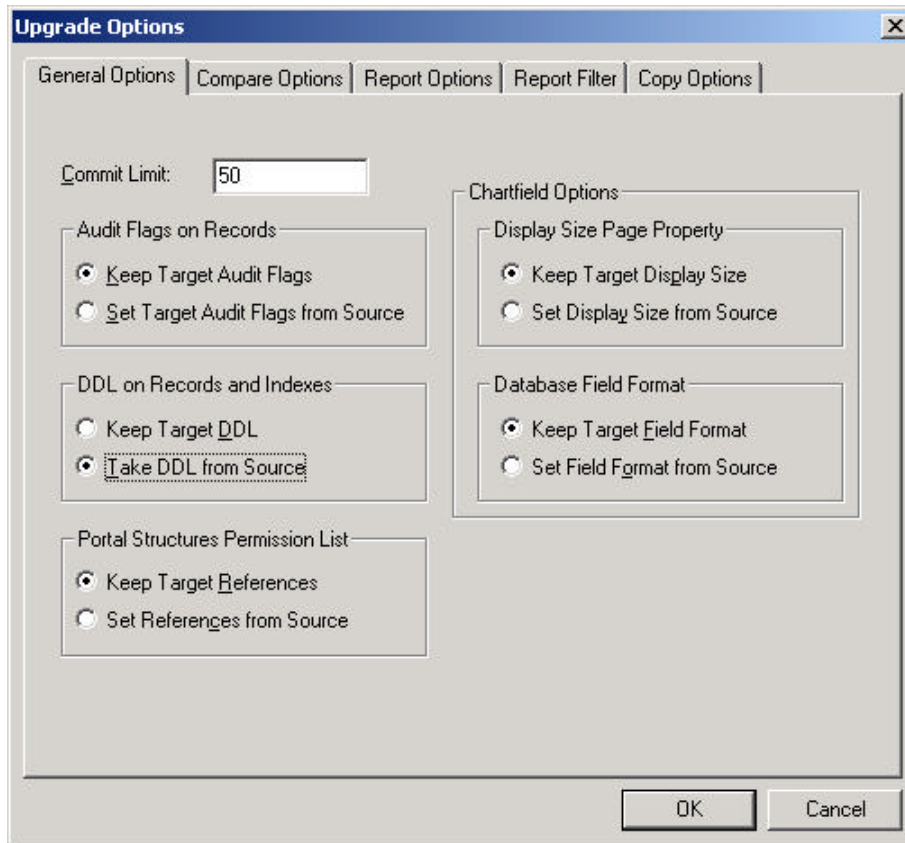 Upgrade Options
General Options
Compare Options
Report Options
Report Filter
Copy Options
Commit Limit:
50
Audit Flags on Records
Keep Target Audit Flags
Set Target Audit Flags from Source
DDL on Records and Indexes
Keep Target DDL
Take DDL from Source
Portal Structures Permission List
Keep Target References
Set References from Source
Chartfield Options
Display Size Page Property
Keep Target Display Size
Set Display Size from Source
Database Field Format
Keep Target Field Format
Set Field Format from Source
OK
Cancel